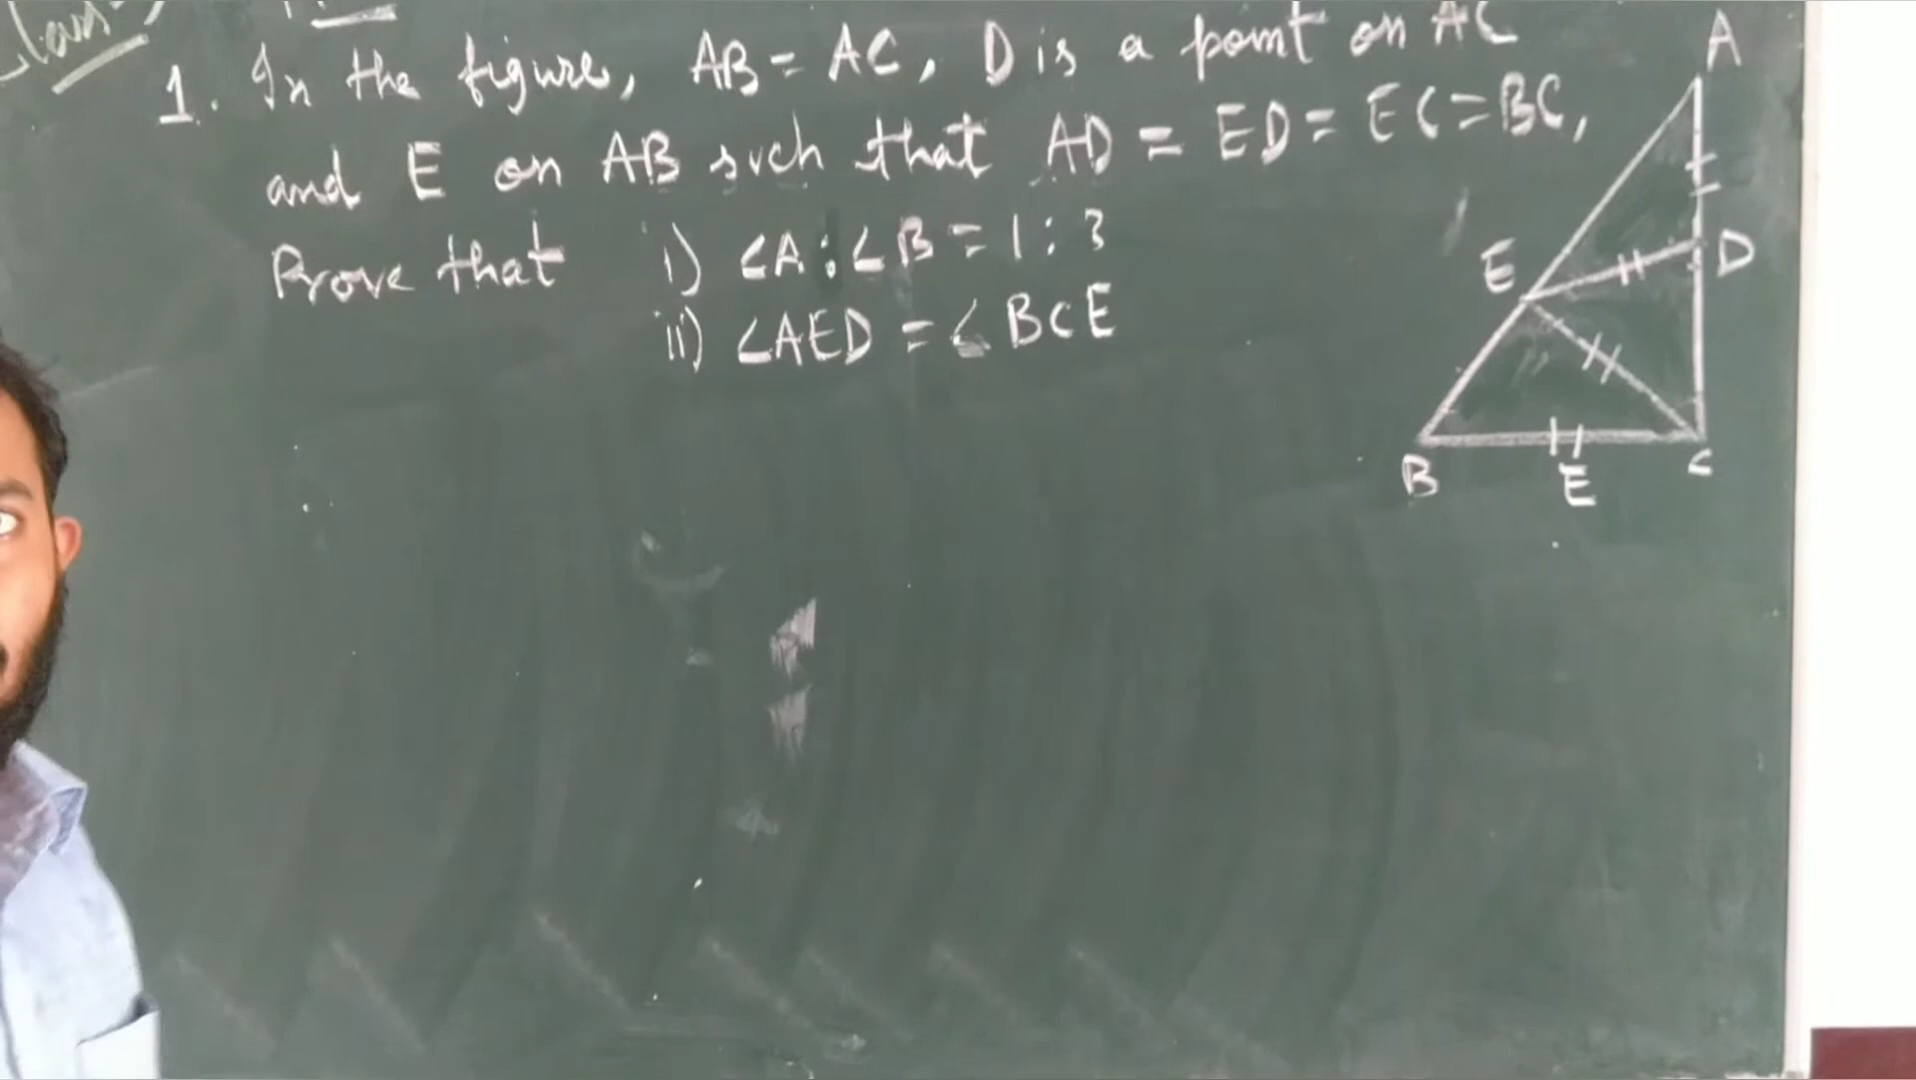 1. In the figure, AB = AC, D is a point on AC
and E on AB such that AD = ED = EC = BC,
Prove that i) ∠A : ∠B = 1 : 3
ii) ∠AED = ∠BCE
A
E
D
B
E
C